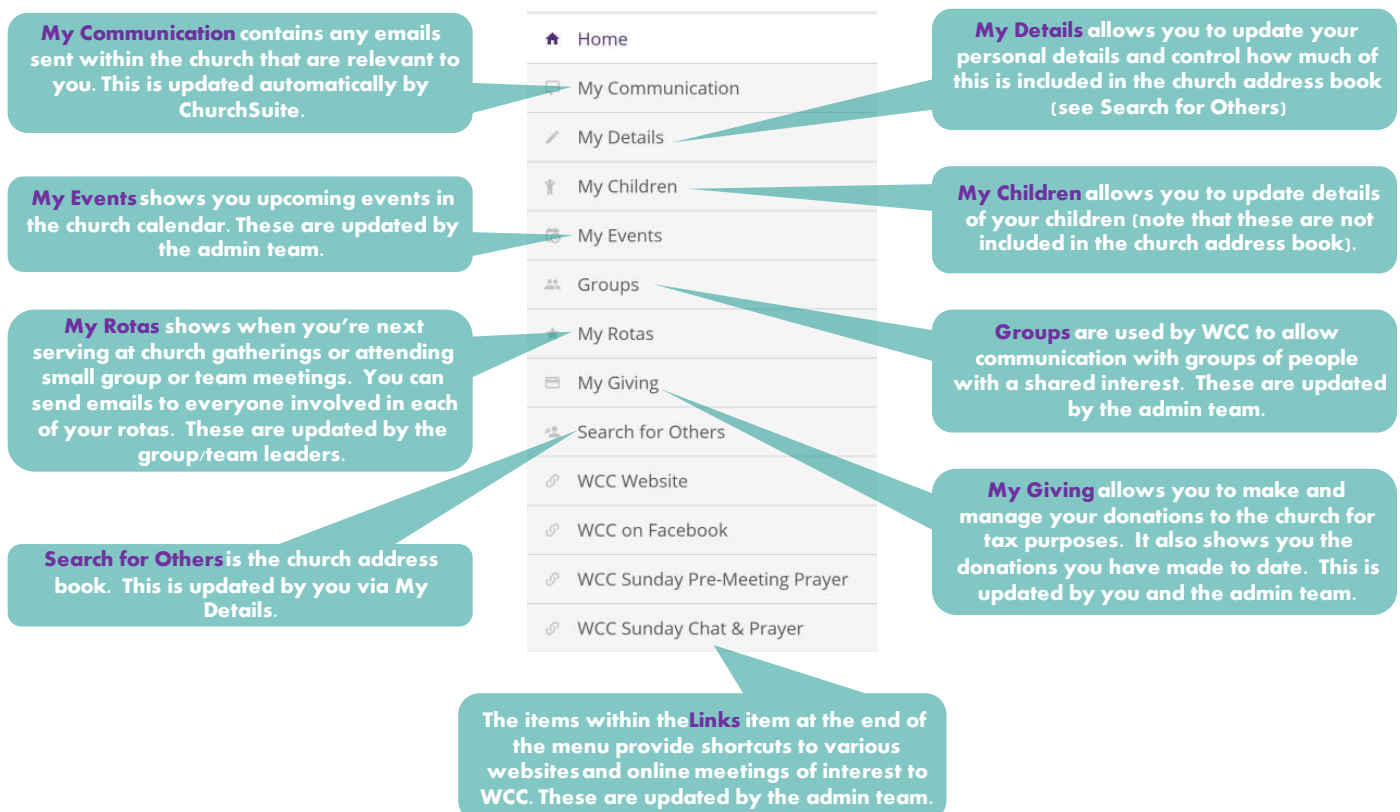 My Communication contains any emails
sent within the church that are relevant to
you. This is updated automatically by
ChurchSuite.
My Events shows you upcoming events in
the church calendar. These are updated by
the admin team.
My Rotas shows when you're next
serving at church gatherings or attending
small group or team meetings. You can
send emails to everyone involved in each
of your rotas. These are updated by the
group/team leaders.
Search for Others is the church address
book. This is updated by you via My
Details.
Home
My Communication
My Details
My Children
My Events
Groups
My Rotas
My Giving
Search for Others
WCC Website
WCC on Facebook
WCC Sunday Pre-Meeting Prayer
WCC Sunday Chat & Prayer
My Details allows you to update your
personal details and control how much of
this is included in the church address book
(see Search for Others)
My Children allows you to update details
of your children (note that these are not
included in the church address book).
Groups are used by WCC to allow
communication with groups of people
with a shared interest. These are updated
by the admin team.
My Giving allows you to make and
manage your donations to the church for
tax purposes. It also shows you the
donations you have made to date. This is
updated by you and the admin team.
The items within the Links item at the end of
the menu provide shortcuts to various
websites and online meetings of interest to
WCC. These are updated by the admin team.